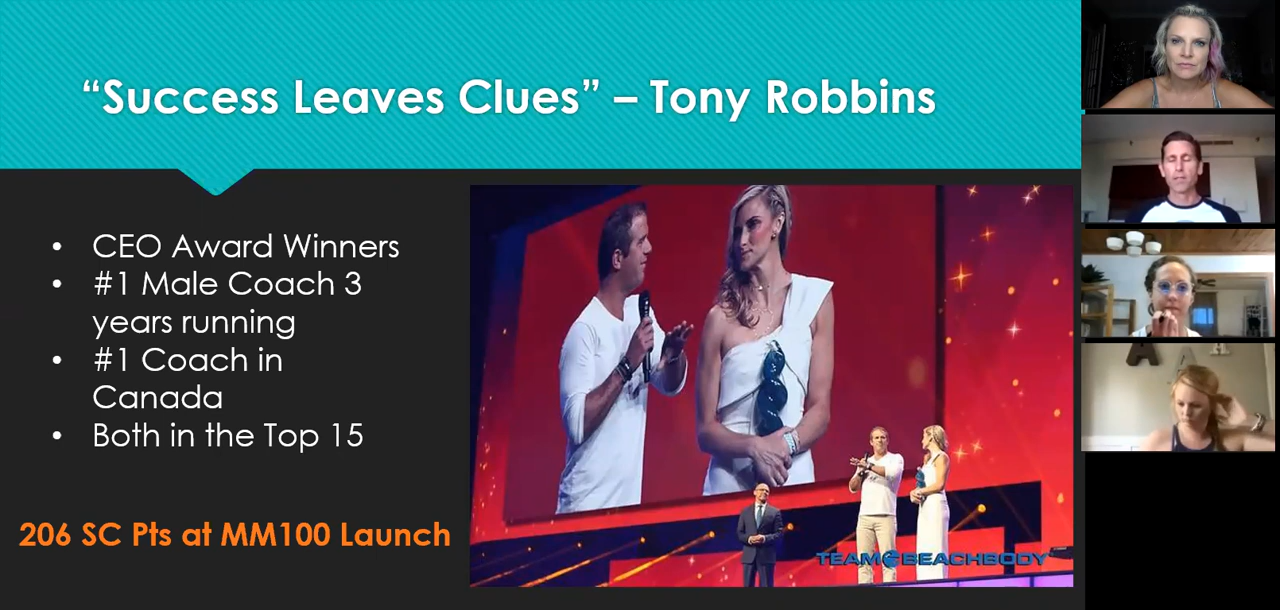 “Success Leaves Clues” – Tony Robbins
• CEO Award Winners
• #1 Male Coach 3
years running
• #1 Coach in
Canada
• Both in the Top 15
206 SC Pts at MM100 Launch
TEAM BEACHBODY